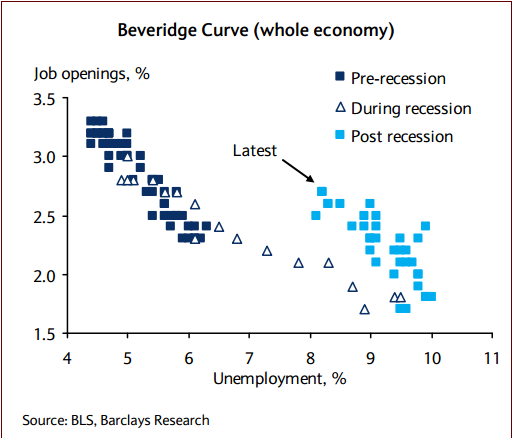 Beveridge Curve (whole economy)
Job openings, %
Pre-recession
During recession
Post recession
Latest
3.5
3.0
2.5
2.0
1.5
4 5 6 7 8 9 10 11
Unemployment, %
Source: BLS, Barclays Research